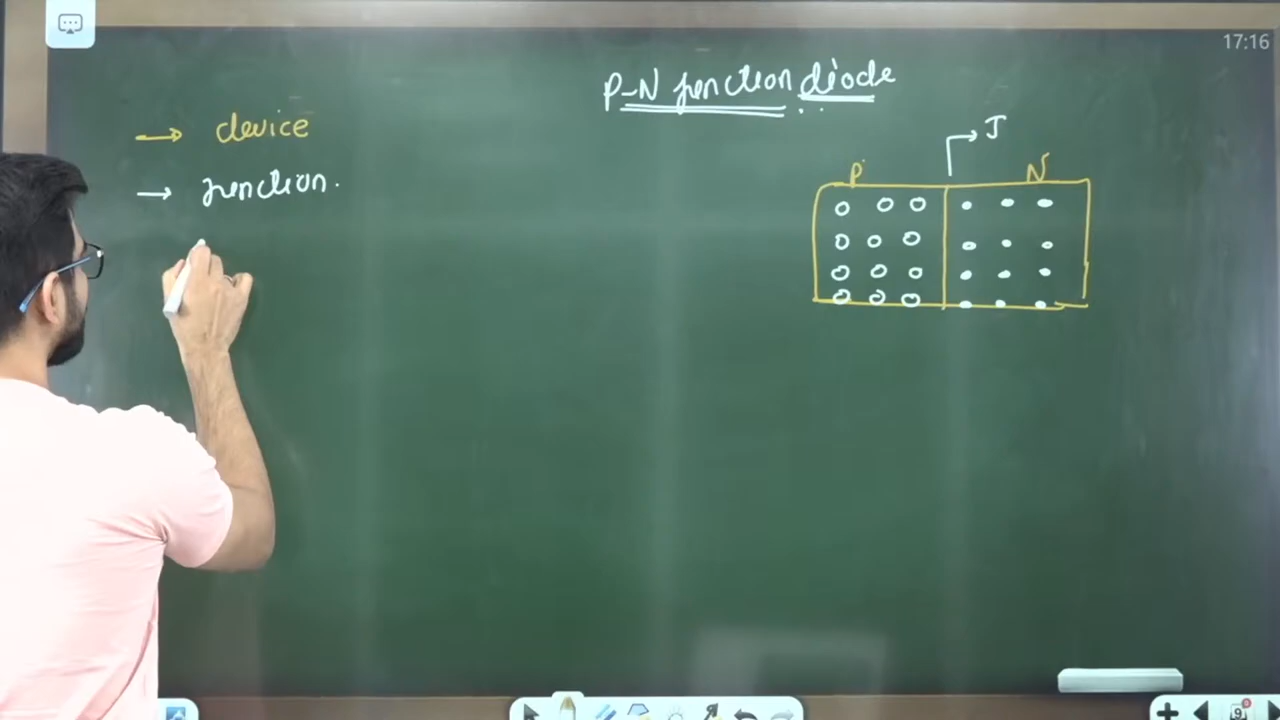 17:16
P-N junction diode
→ device
→ junction.
J
P N